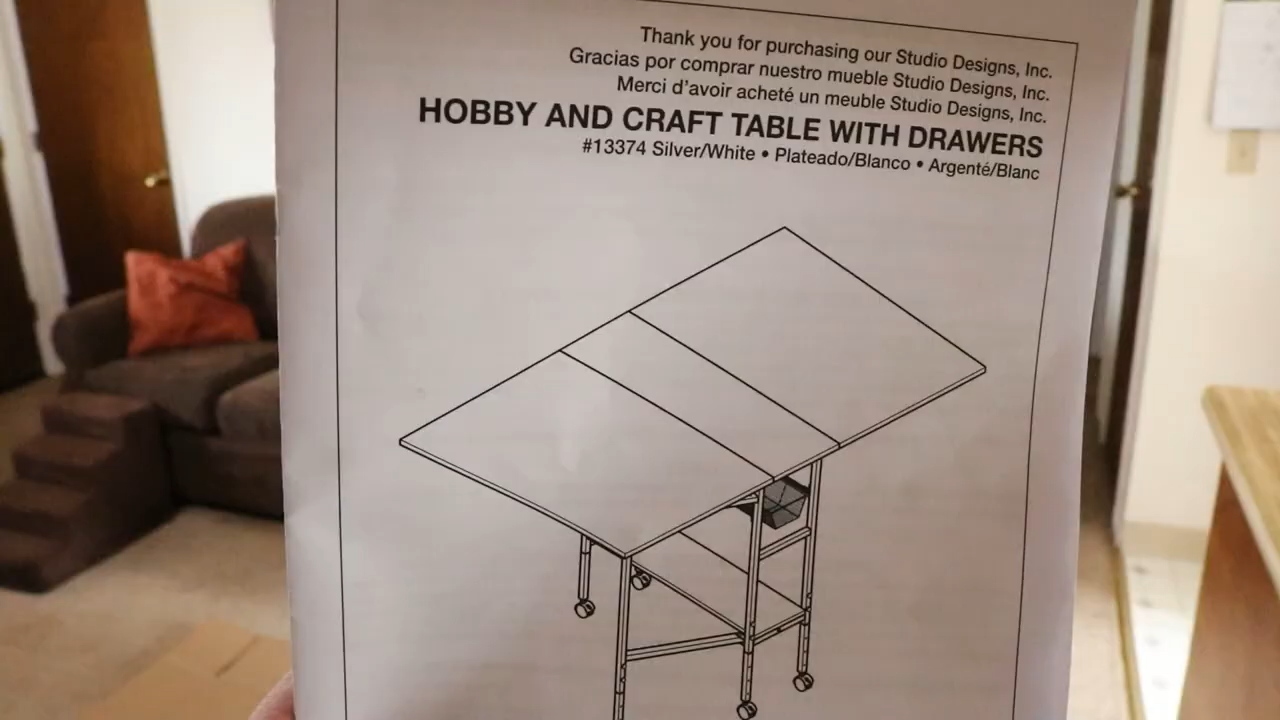 Thank you for purchasing our Studio Designs, Inc.
Gracias por comprar nuestro mueble Studio Designs, Inc.
Merci d'avoir acheté un meuble Studio Designs, Inc.
HOBBY AND CRAFT TABLE WITH DRAWERS
#13374 Silver/White • Plateado/Blanco • Argenté/Blanc